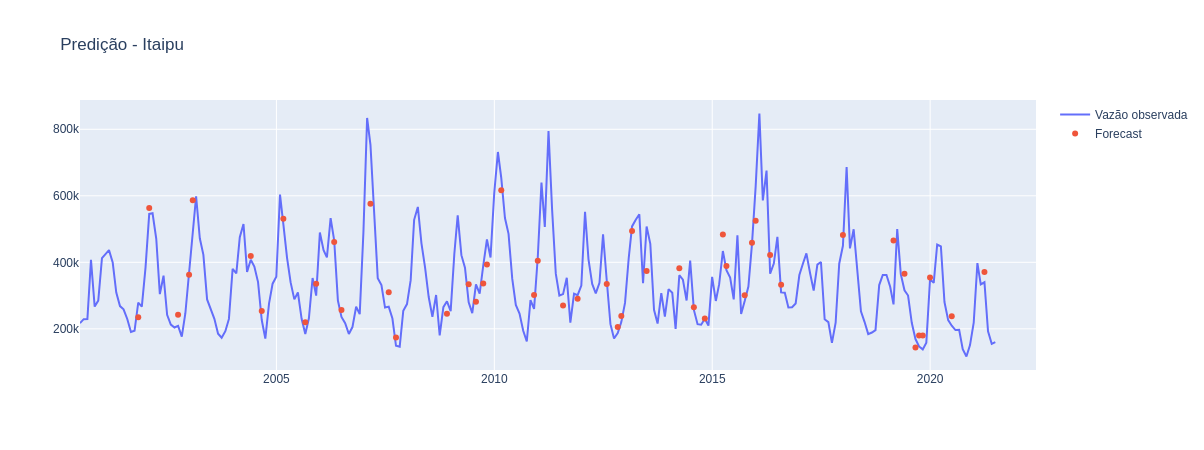 Predição - Itaipu
Vazão observada
Forecast
800k
600k
400k
200k
2005
2010
2015
2020